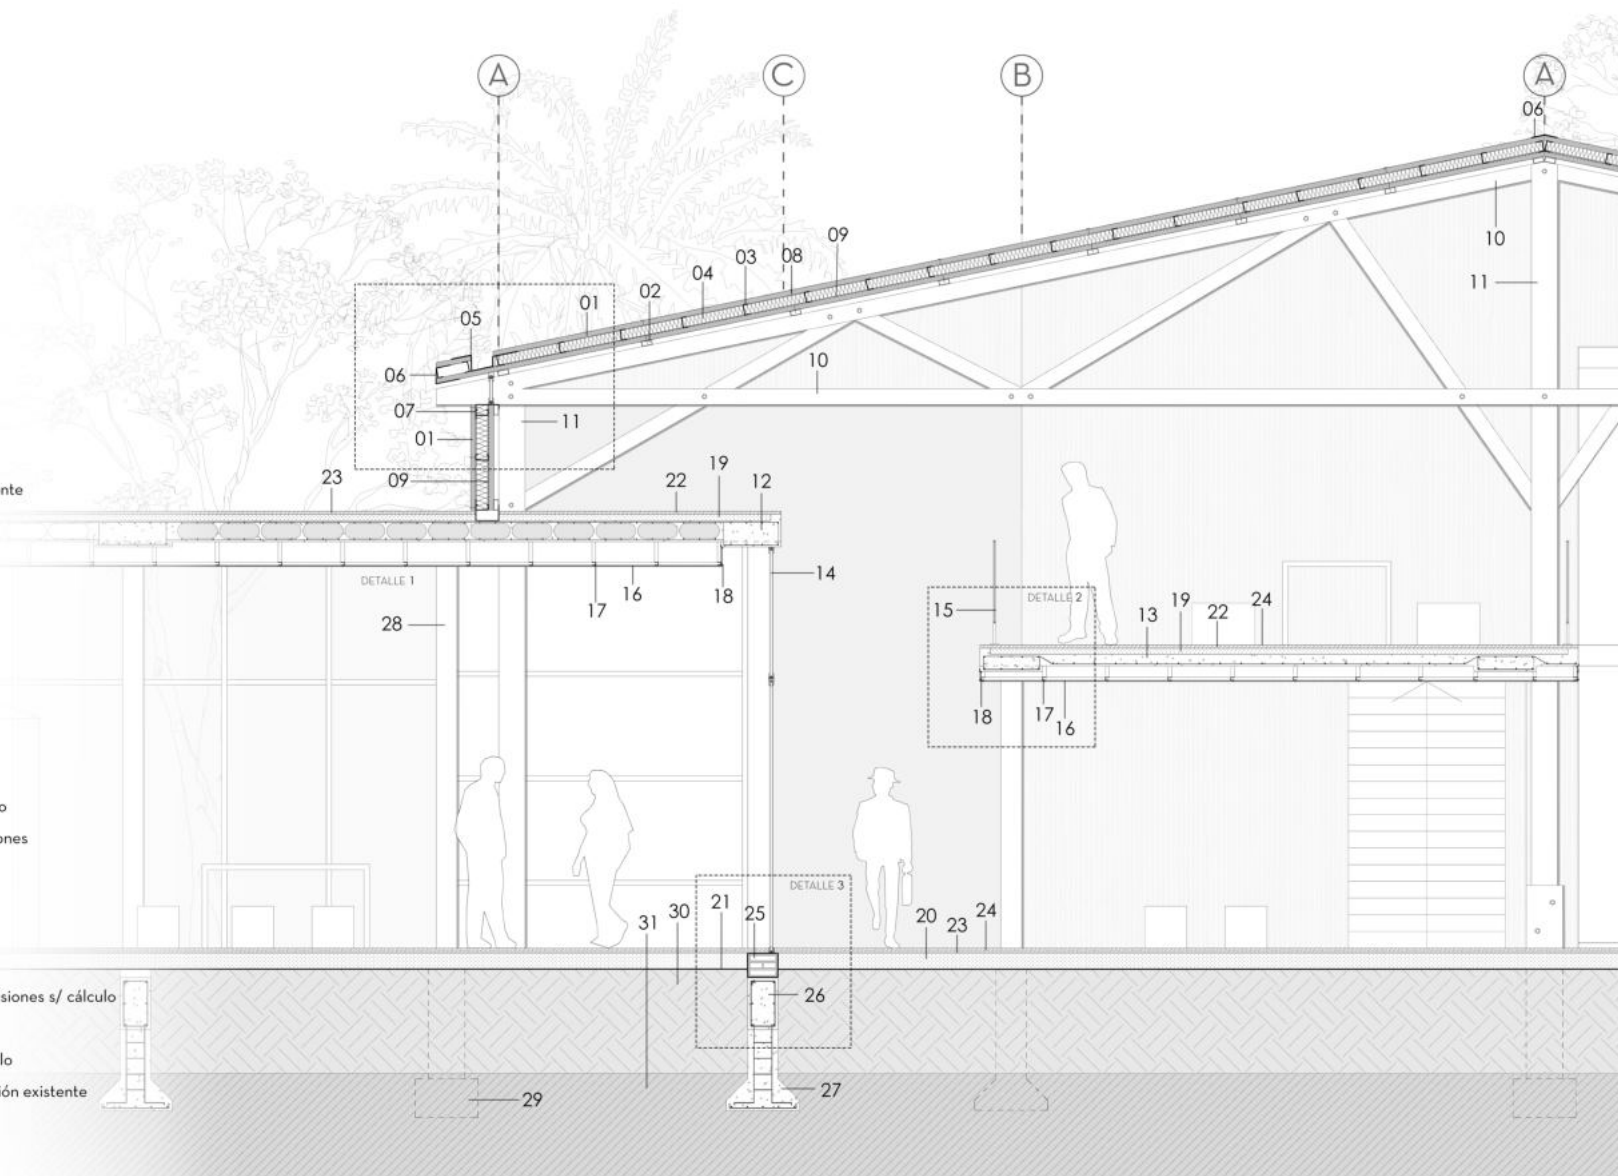 A C B A
06
09
08
03
04
02
01
05
10
11
06
10
07
11
01
19
23 22 12
09
nte
14
DETALLE 1
18
16
17
28
DETALLE 2
24
19
22
13
15
18 17
16
o
ones
DETALLE 3
21 25 30 31
20 23 24
siones s/ cálculo
26
lo
ión existente
29
27